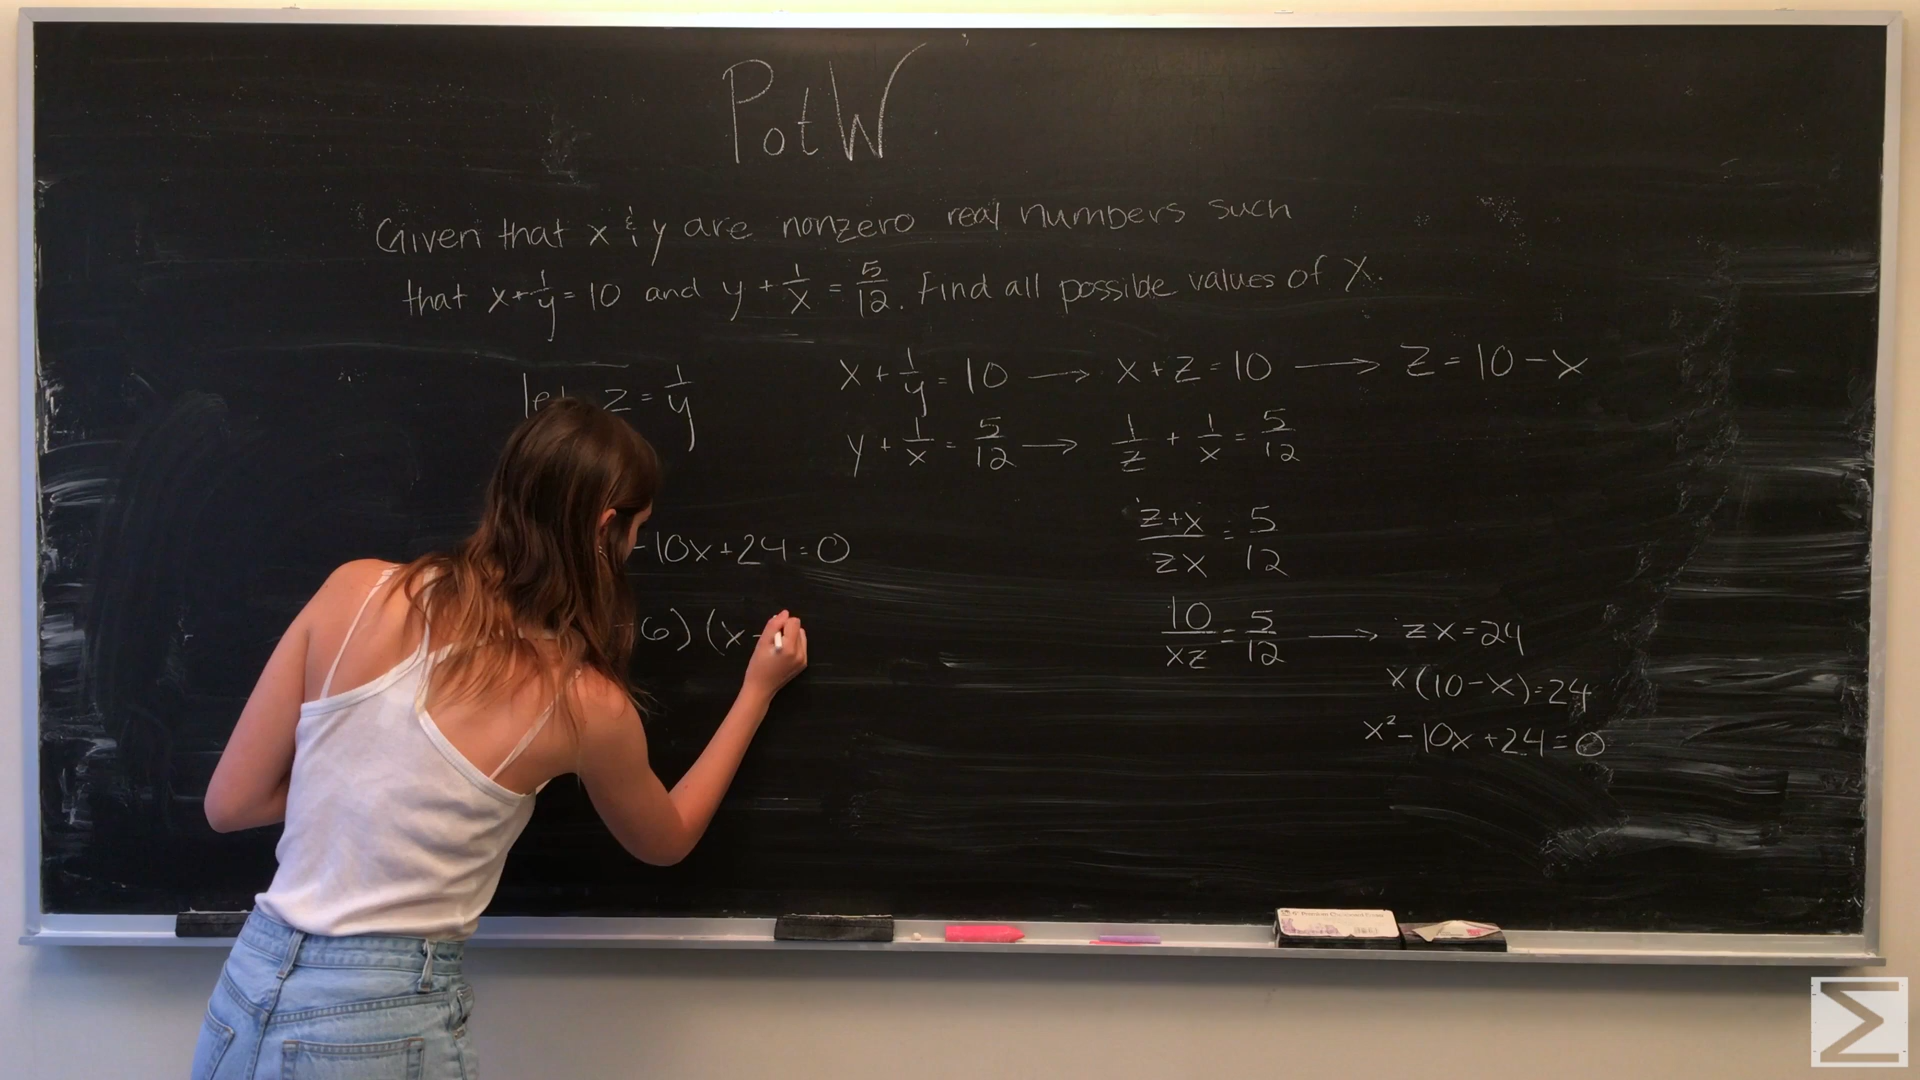 PotW
Given that x & y are nonzero real numbers such
that x + 1/y = 10 and y + 1/x = 5/12. Find all possible values of X.
let z = 1/y
x + 1/y = 10 → x + z = 10 → z = 10 - x
y + 1/x = 5/12 → 1/z + 1/x = 5/12
z+x/zx = 5/12
-10x+24=0
10/xz = 5/12 → zx=24
-6)(x-
x(10-x)=24
x²-10x+24=0
Σ